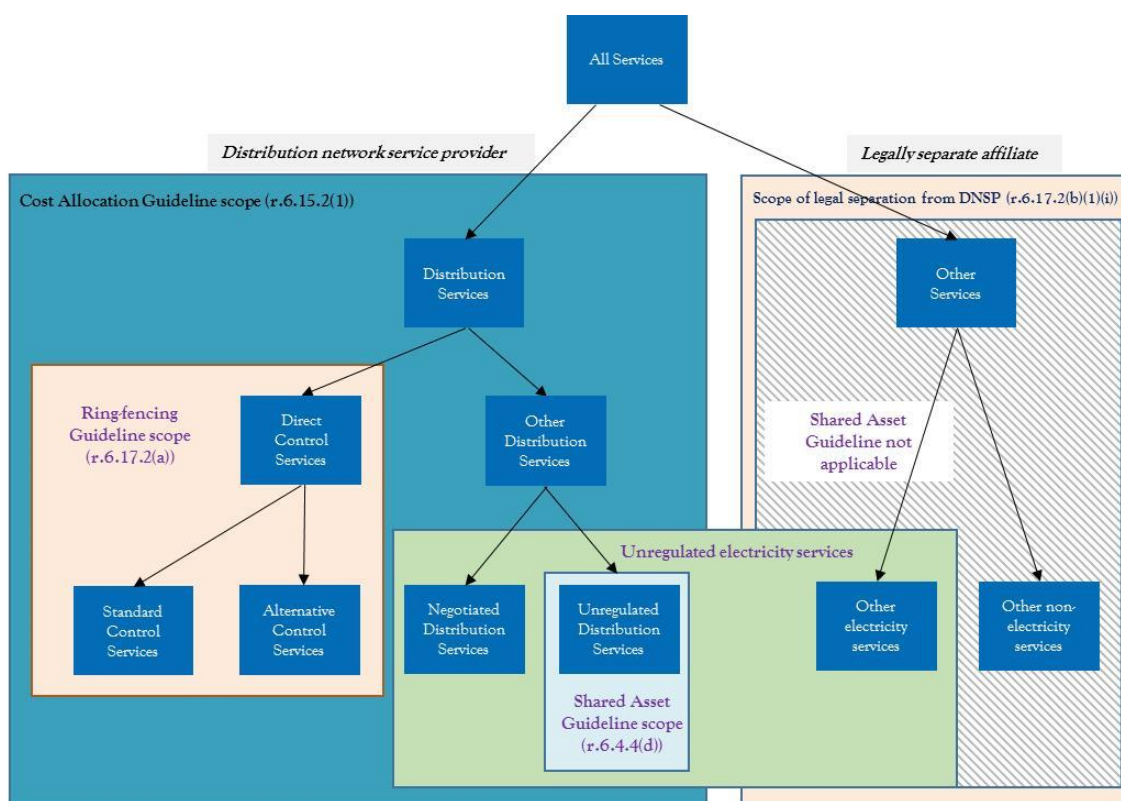 All Services
Distribution network service provider
Legally separate affiliate
Cost Allocation Guideline scope (r.6.15.2(1))
Scope of legal separation from DNSP (r.6.17.2(b)(1)(i))
Distribution
Services
Other
Services
Ring-fencing
Guideline scope
(r.6.17.2(a))
Direct
Control
Services
Other
Distribution
Services
Shared Asset
Guideline not
applicable
Unregulated electricity services
Standard
Control
Services
Alternative
Control
Services
Negotiated
Distribution
Services
Unregulated
Distribution
Services
Other
electricity
services
Other non-
electricity
services
Shared Asset
Guideline scope
(r.6.4.4(d))